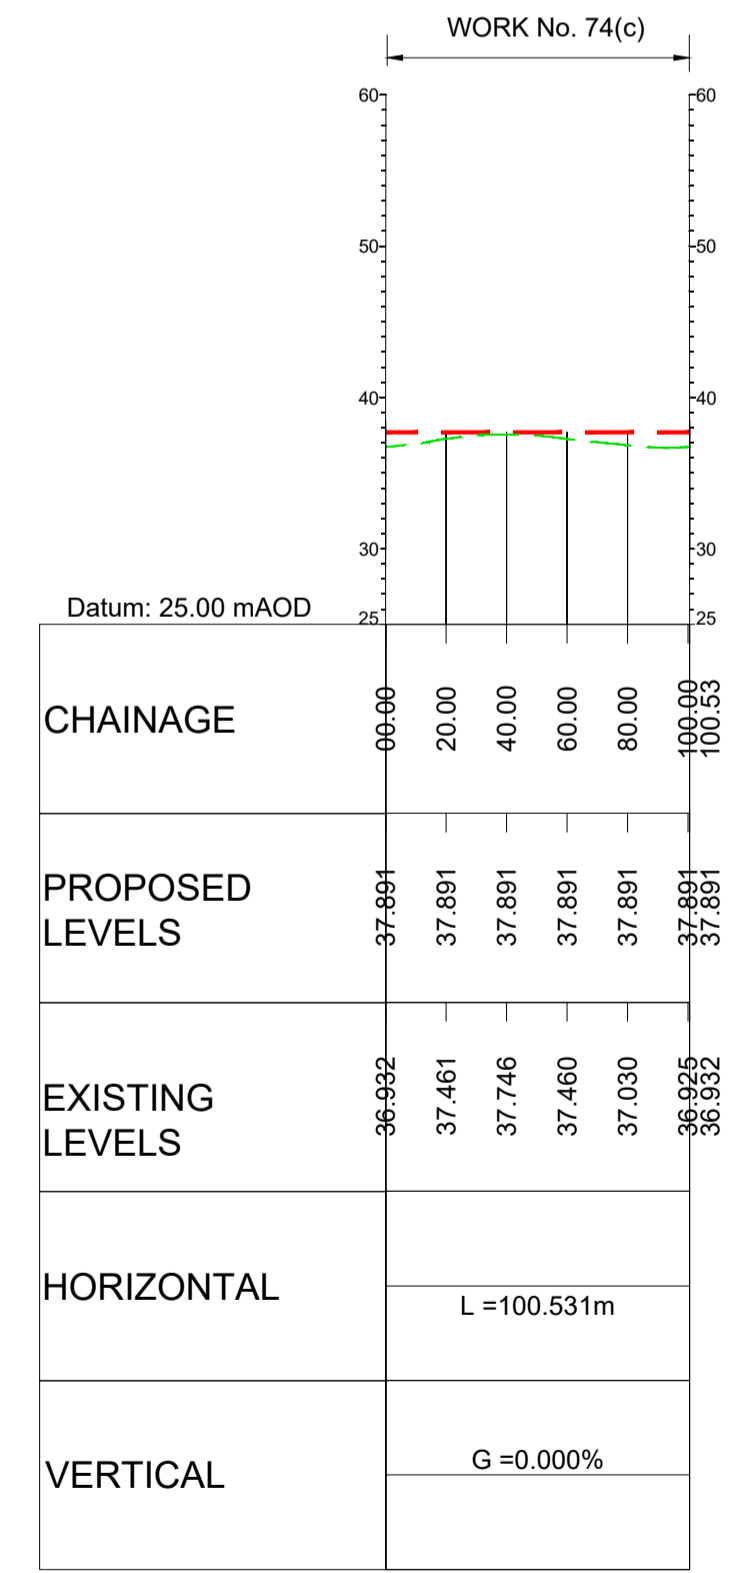 WORK No. 74(c)
60 60
50 50
40 40
30 30
Datum: 25.00 mAOD 25 25
CHAINAGE 00.00 20.00 40.00 60.00 80.00 100.00 100.53
PROPOSED
LEVELS 37.891 37.891 37.891 37.891 37.891 37.891 37.891
EXISTING
LEVELS 36.932 37.461 37.746 37.460 37.030 36.925 36.932
HORIZONTAL L =100.531m
VERTICAL G =0.000%